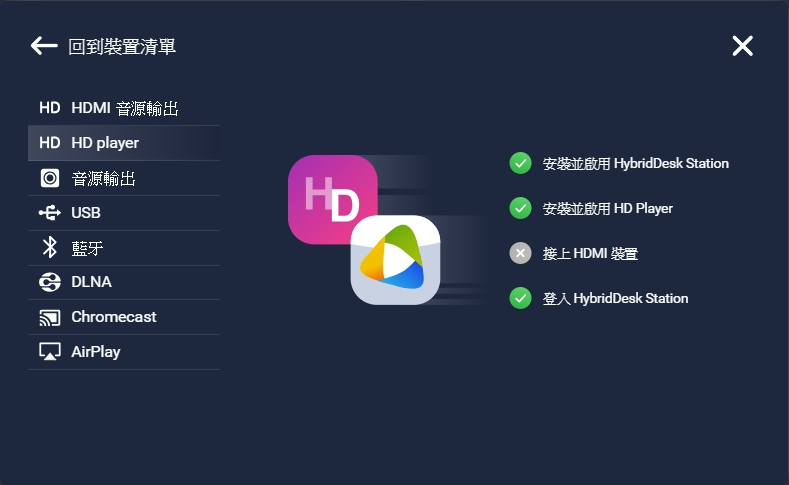 回到裝置清單
HD HDMI 音源輸出
HD HD player
音源輸出
USB
藍牙
DLNA
Chromecast
AirPlay
HD
安裝並啟用 HybridDesk Station
安裝並啟用 HD Player
接上 HDMI 裝置
登入 HybridDesk Station